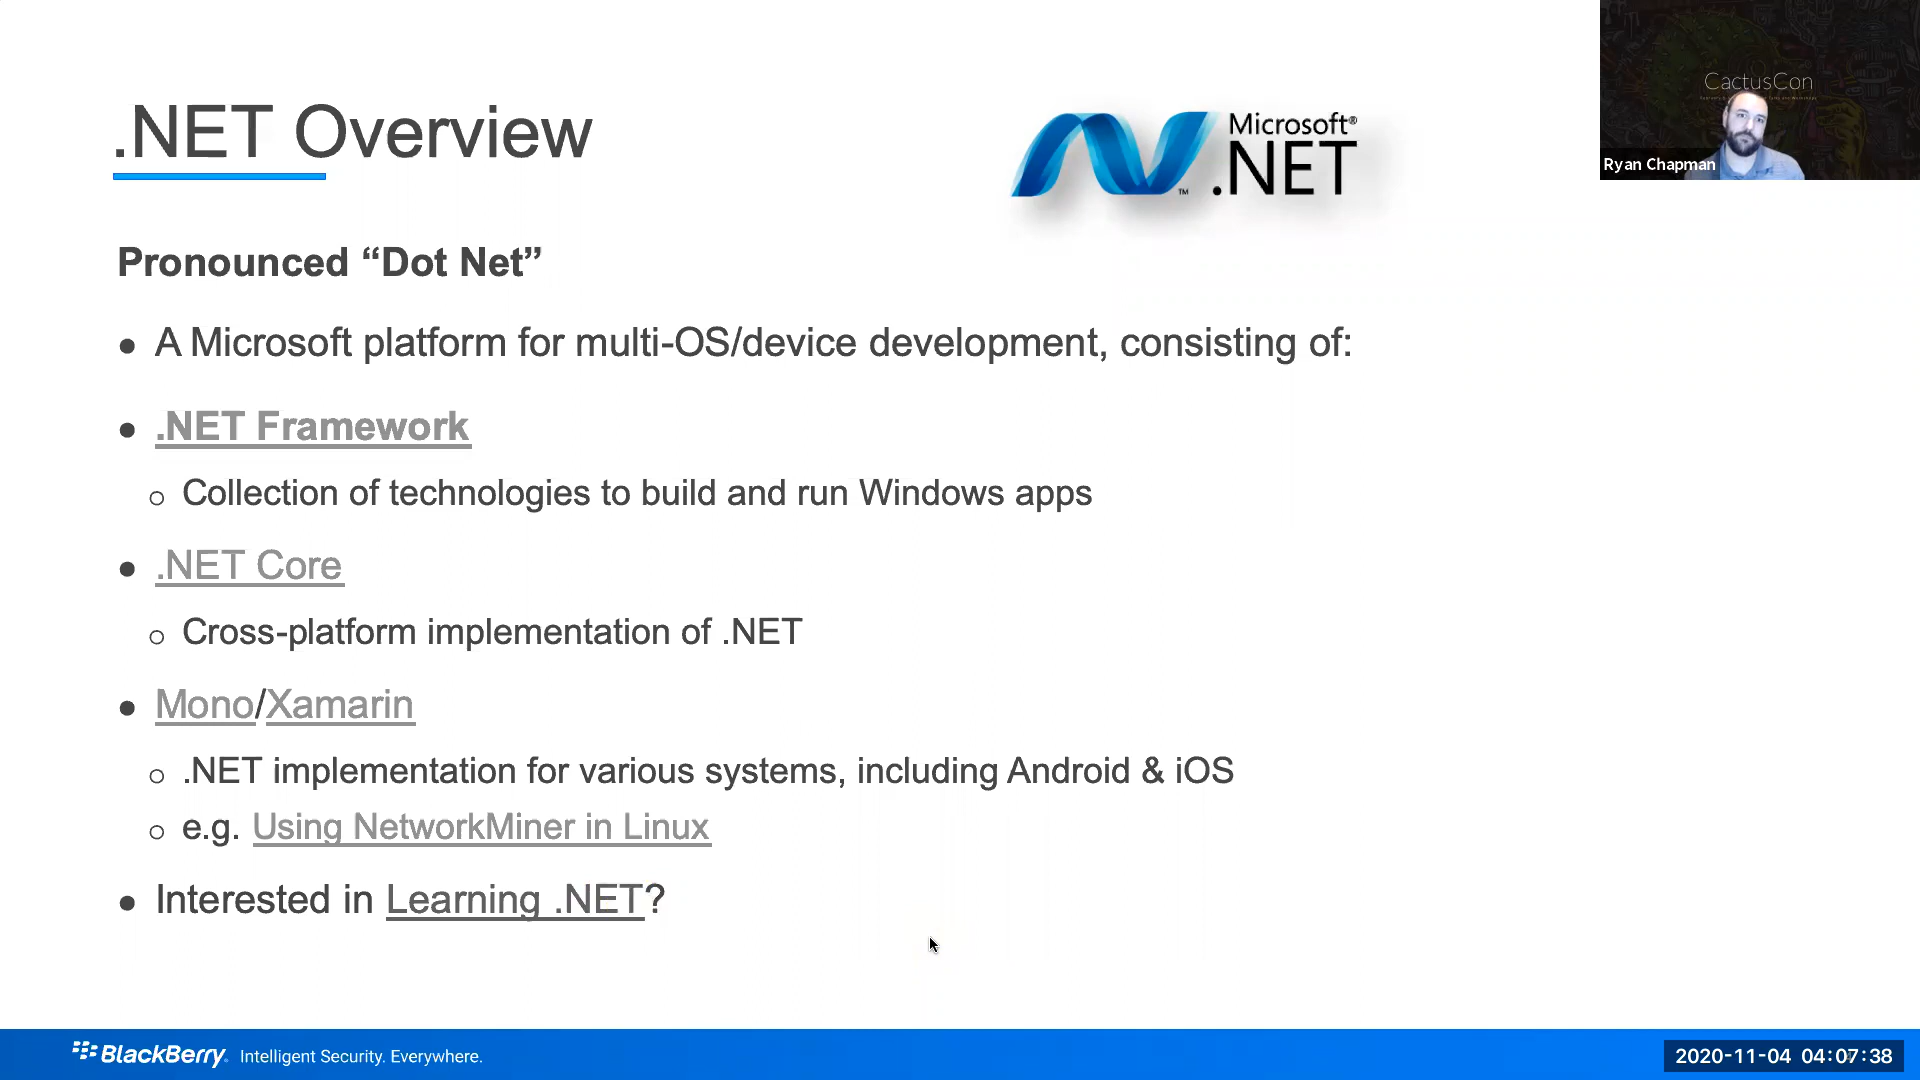 .NET Overview
Microsoft®
.NET
™
CactusCon
Ryan Chapman
Pronounced “Dot Net”
● A Microsoft platform for multi-OS/device development, consisting of:
● .NET Framework
○ Collection of technologies to build and run Windows apps
● .NET Core
○ Cross-platform implementation of .NET
● Mono/Xamarin
○ .NET implementation for various systems, including Android & iOS
○ e.g. Using NetworkMiner in Linux
● Interested in Learning .NET?
BlackBerry® Intelligent Security. Everywhere.
2020-11-04 04:07:38